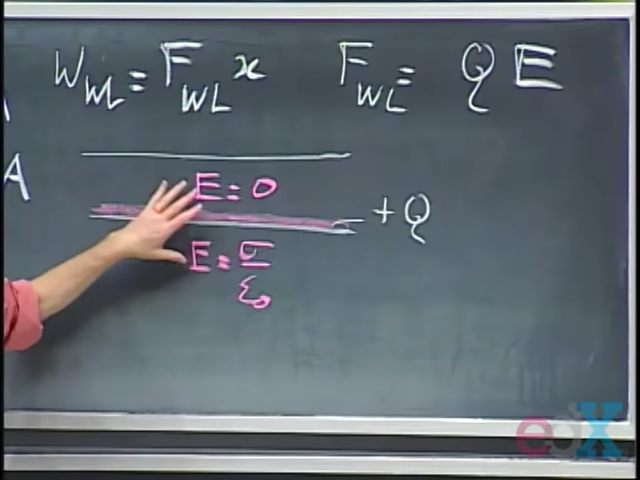 W_WL = F_WL x   F_WL = Q E
A
E = 0
+ Q
E = σ/ε₀
edX